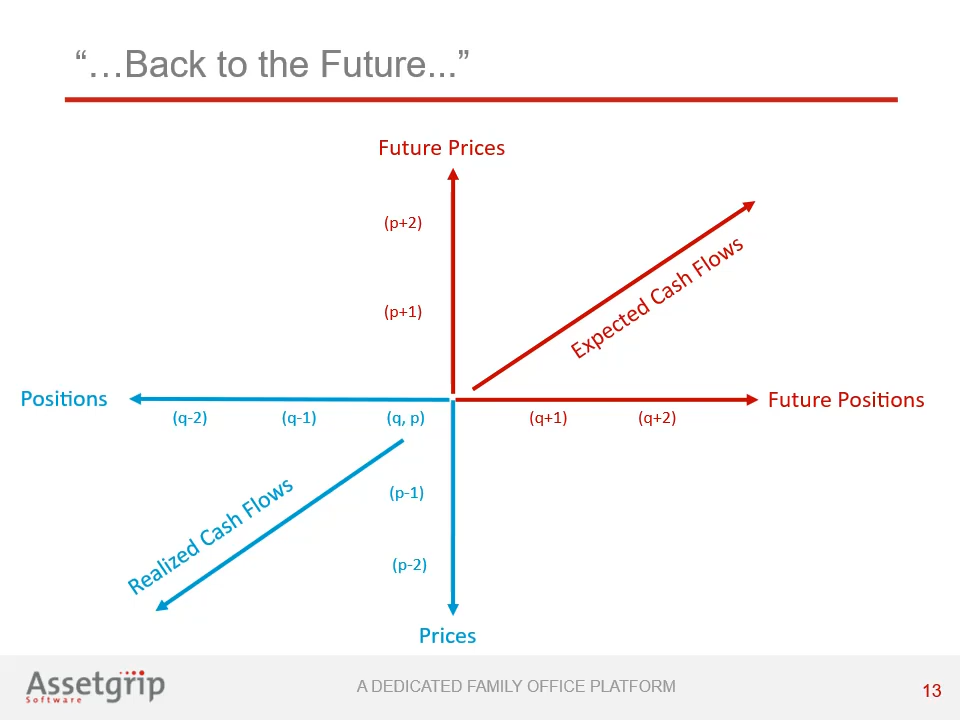 “…Back to the Future...”
Future Prices
(p+2)
(p+1)
Expected Cash Flows
Positions
Future Positions
(q-2)
(q-1)
(q, p)
(q+1)
(q+2)
(p-1)
Realized Cash Flows
(p-2)
Prices
Assetgrip
Software
A DEDICATED FAMILY OFFICE PLATFORM
13